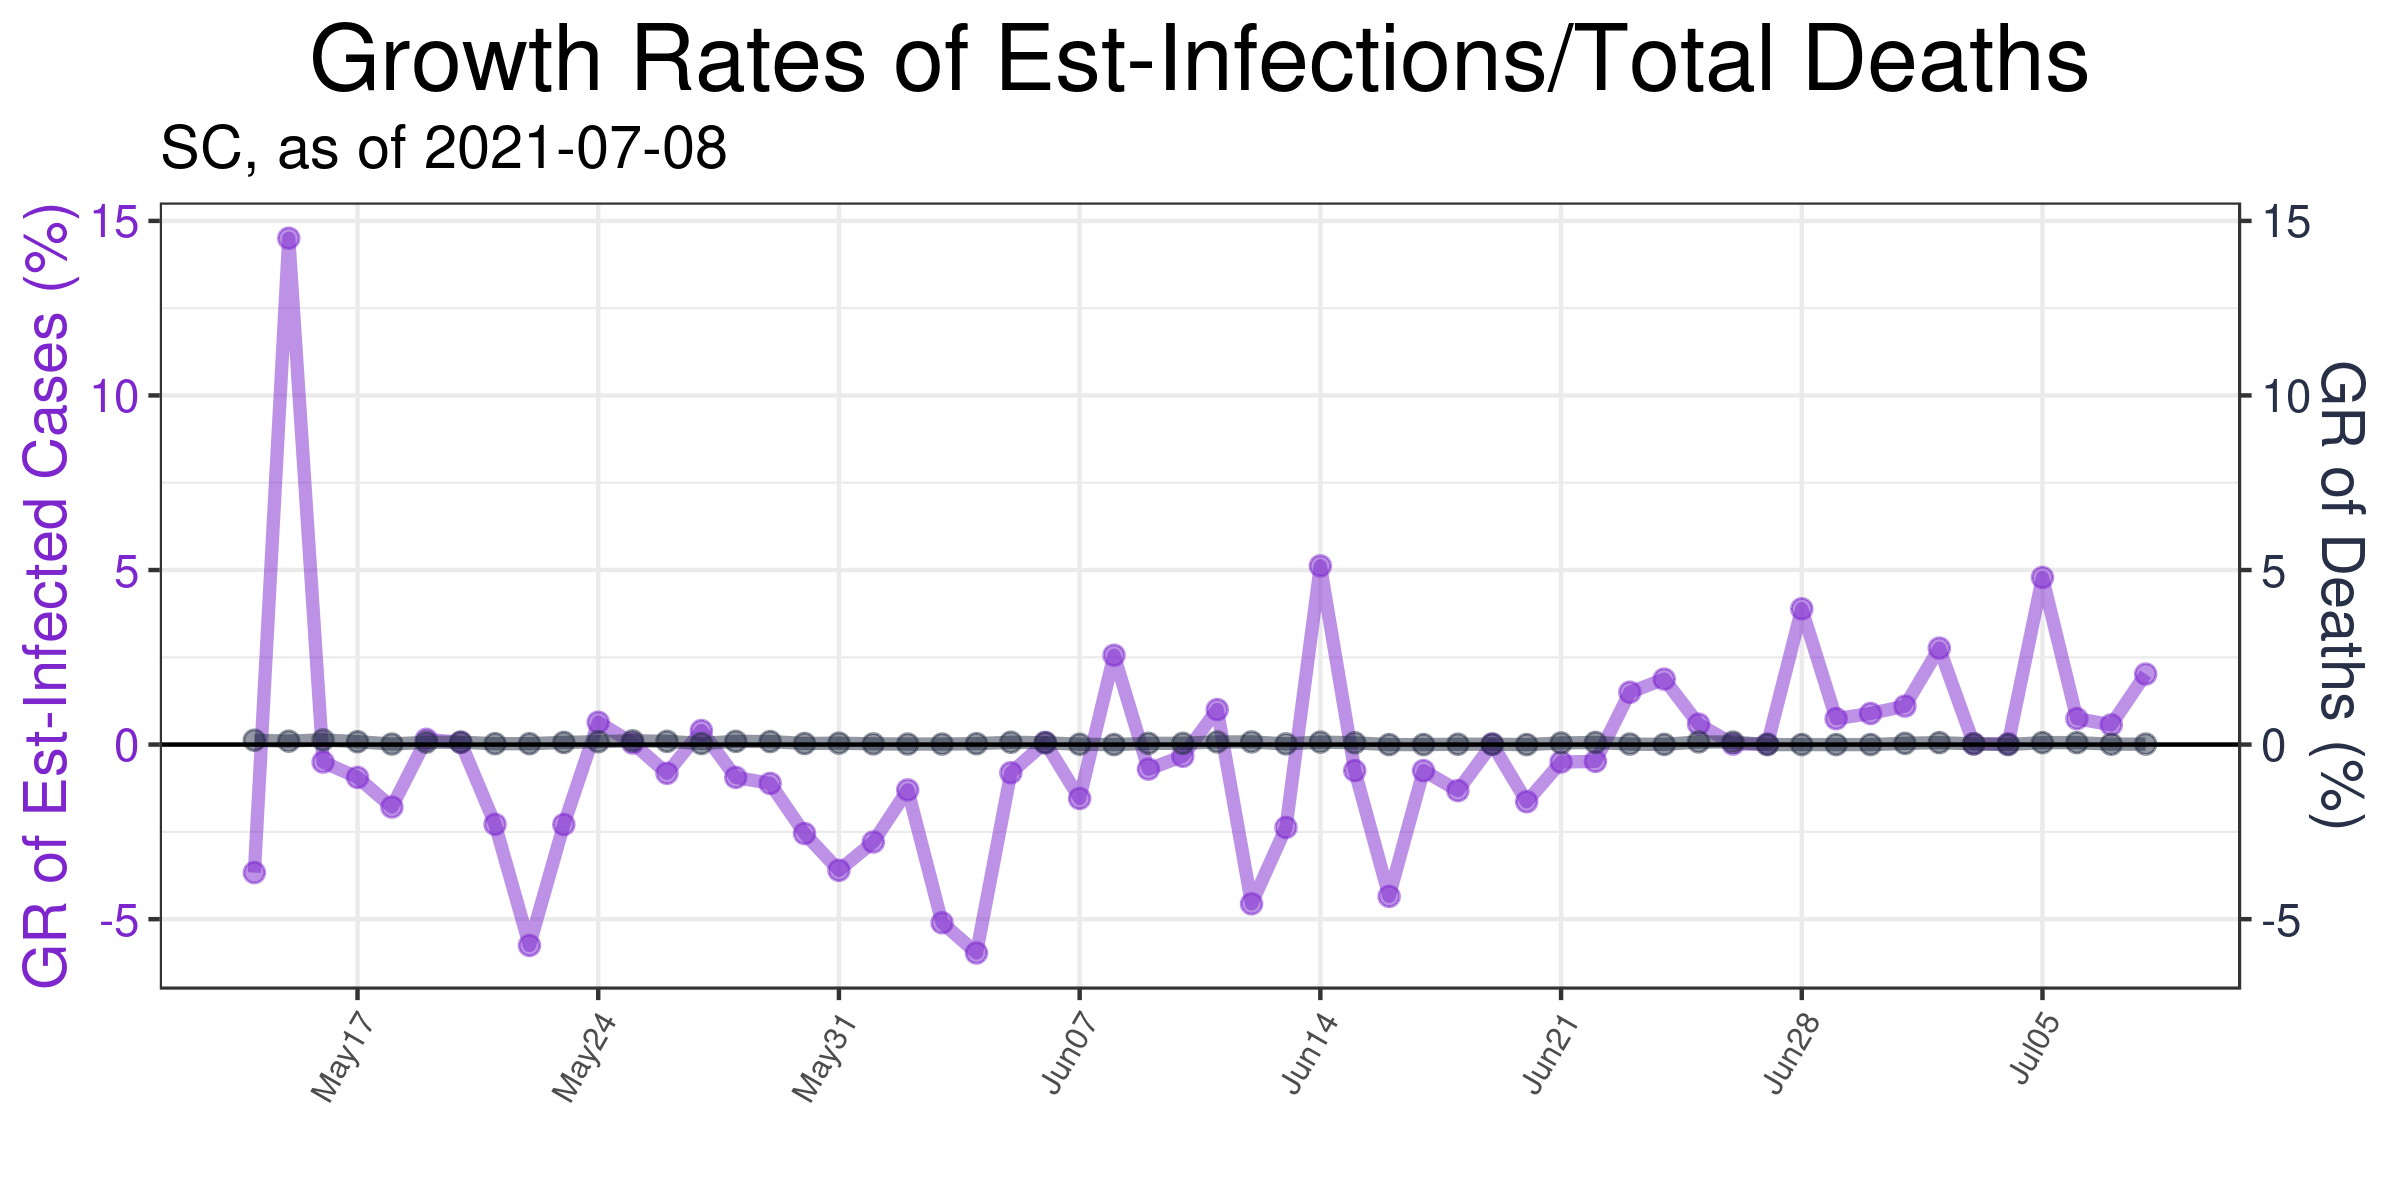 Growth Rates of Est-Infections/Total Deaths
SC, as of 2021-07-08
GR of Est-Infected Cases (%)
15
10
5
0
-5
15
10
5
0
-5
GR of Deaths (%)
May17
May24
May31
Jun07
Jun14
Jun21
Jun28
Jul05